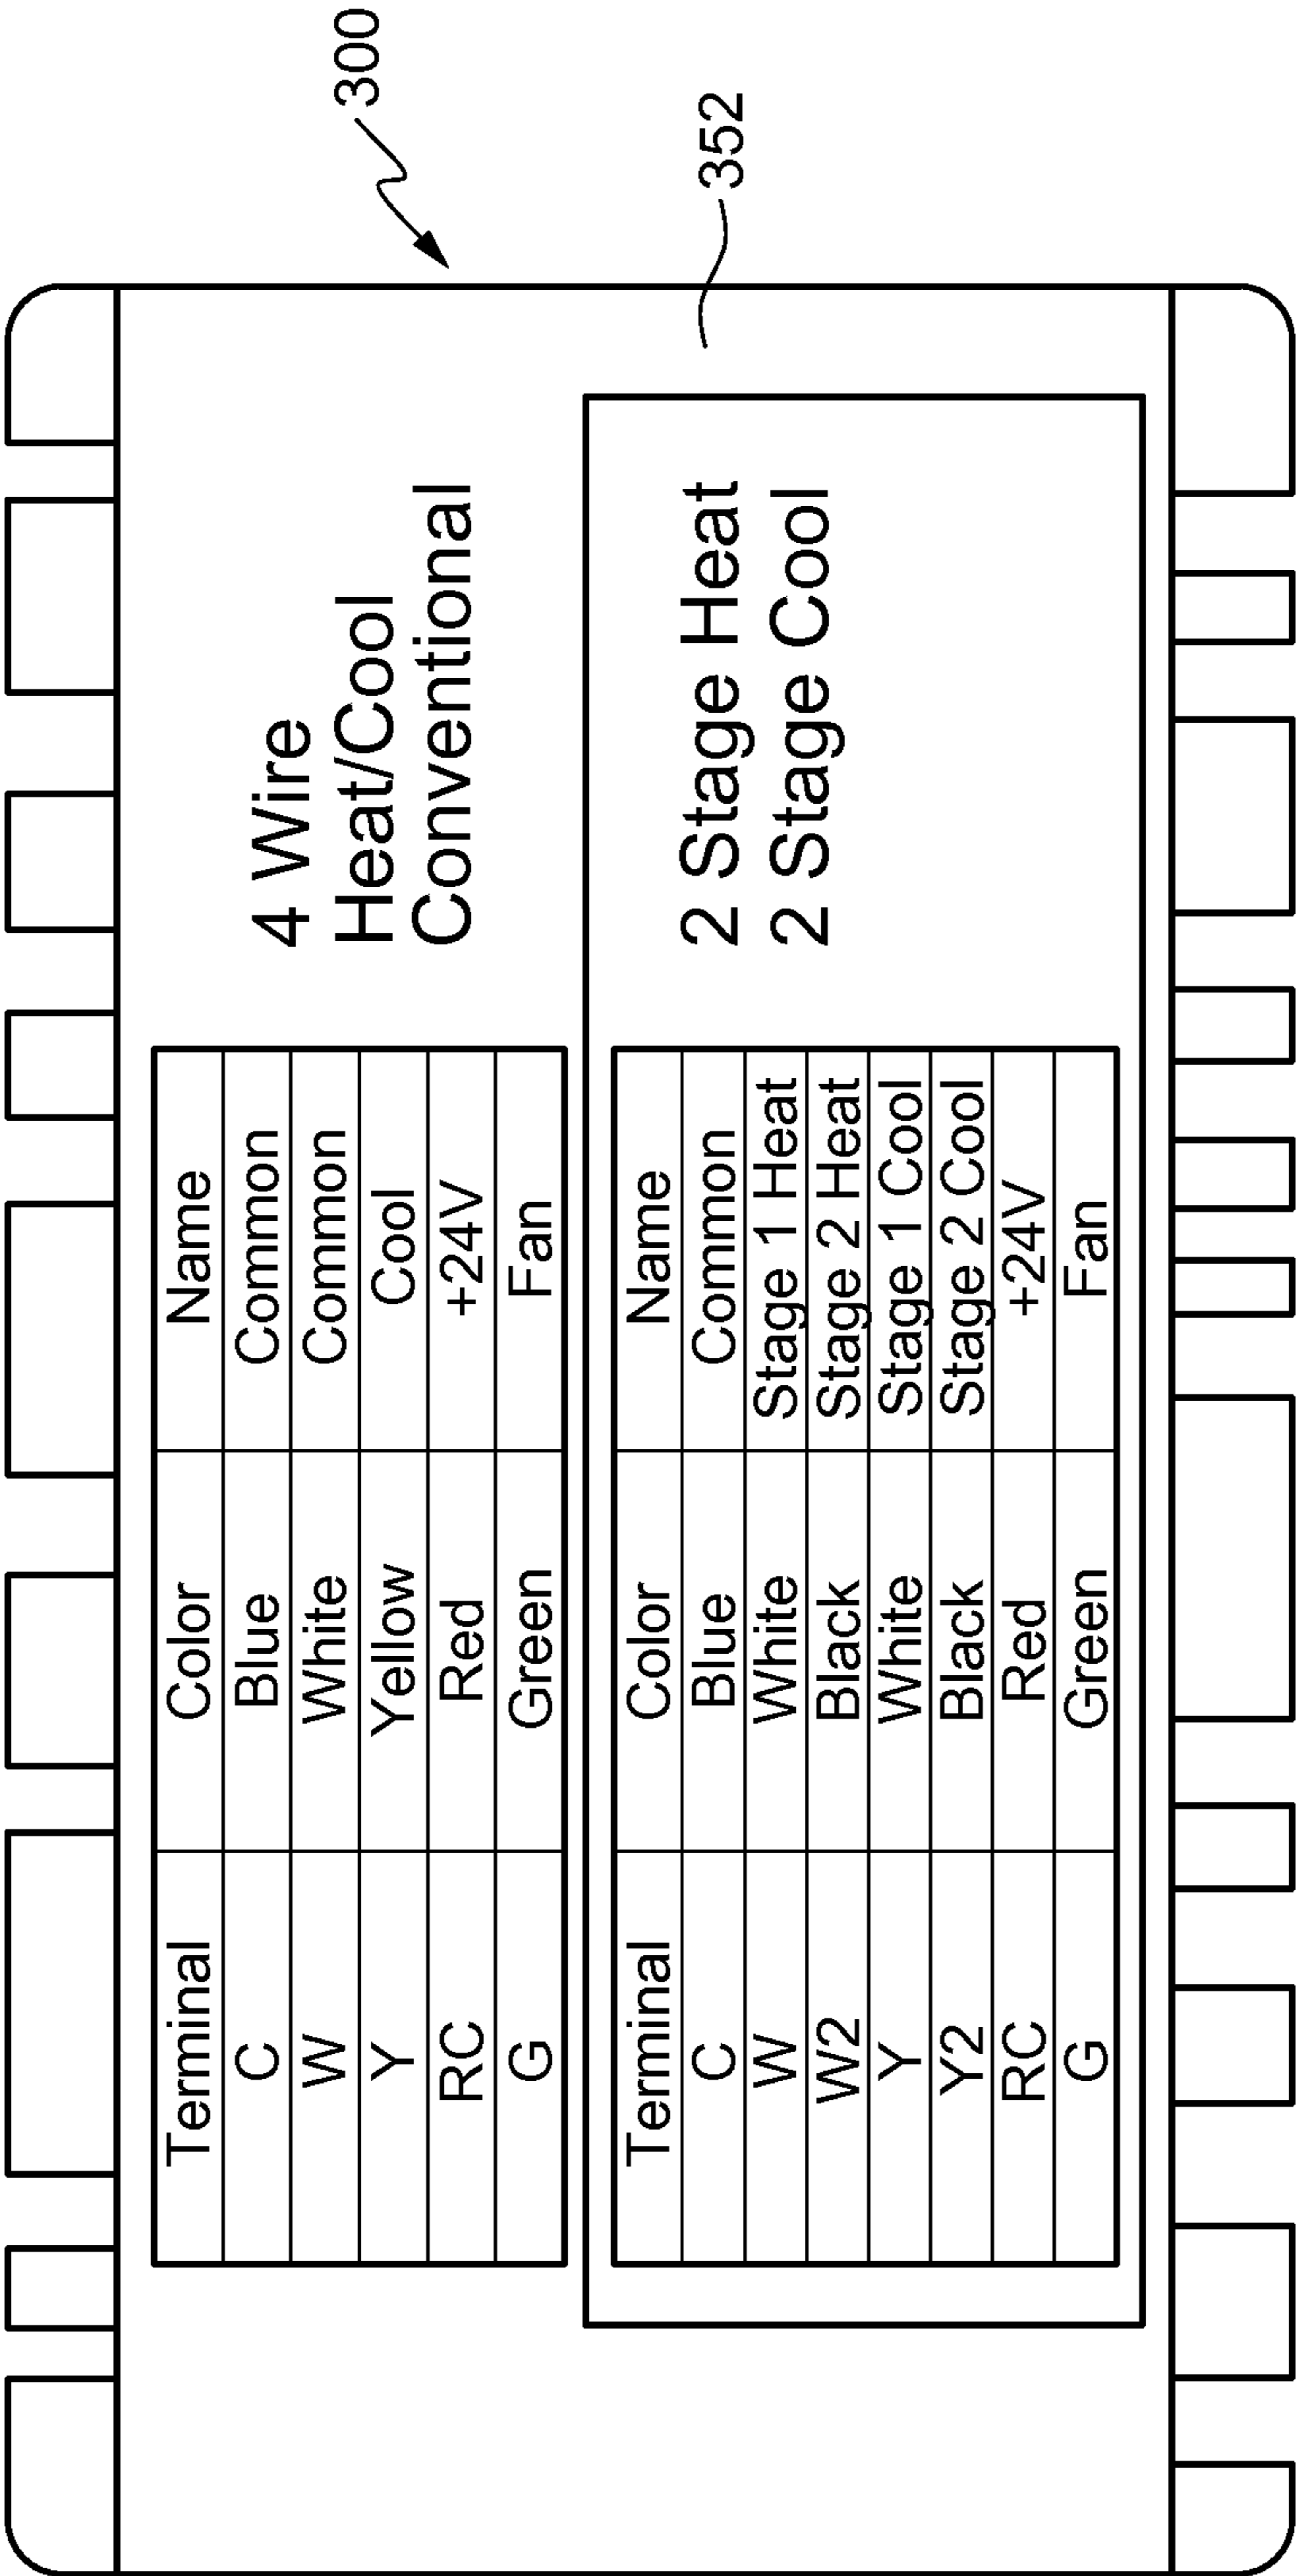 300
352
Terminal Color Name
C Blue Common
W White Common
Y Yellow Cool
RC Red +24V
G Green Fan
4 Wire
Heat/Cool
Conventional
Terminal Color Name
C Blue Common
W White Stage 1 Heat
W2 Black Stage 2 Heat
Y White Stage 1 Cool
Y2 Black Stage 2 Cool
RC Red +24V
G Green Fan
2 Stage Heat
2 Stage Cool